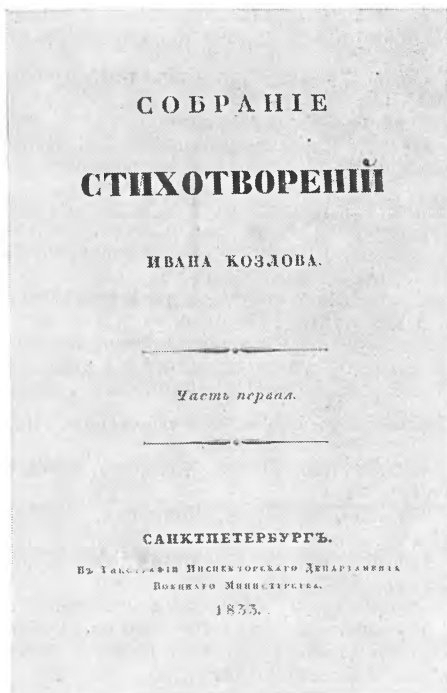 СОБРАНІЕ
СТИХОТВОРЕНІЙ
ИВАНА КОЗЛОВА.
Часть первая.
САНКТПЕТЕРБУРГЪ.
Въ Типографіи Инспекторскаго Департамента
Военнаго Министерства.
1833.